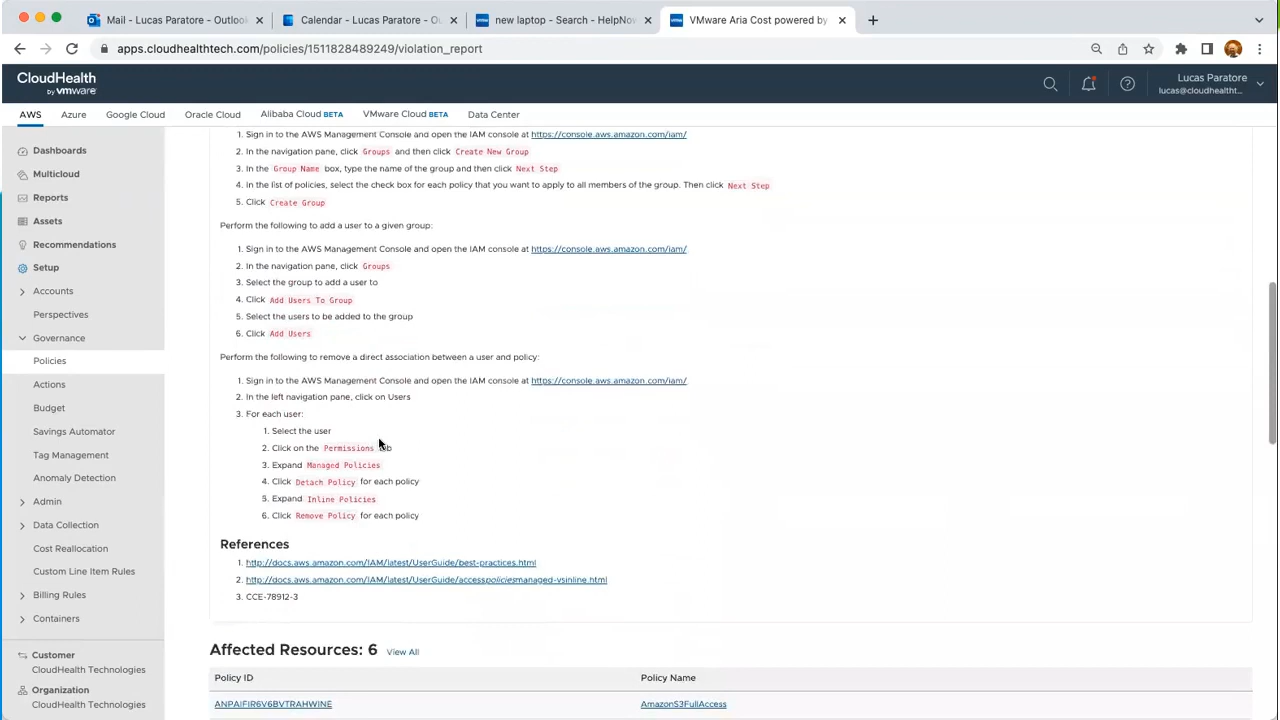 Mail - Lucas Paratore - Outloo
Calendar - Lucas Paratore - Ou
new laptop - Search - HelpNow
VMware Aria Cost powered by
apps.cloudhealthtech.com/policies/1511828489249/violation_report
CloudHealth
by vmware
Lucas Paratore
lucas@cloudhealtht...
AWS
Azure
Google Cloud
Oracle Cloud
Alibaba Cloud BETA
VMware Cloud BETA
Data Center
Dashboards
Multicloud
Reports
Assets
Recommendations
Setup
Accounts
Perspectives
Governance
Policies
Actions
Budget
Savings Automator
Tag Management
Anomaly Detection
Admin
Data Collection
Cost Reallocation
Custom Line Item Rules
Billing Rules
Containers
Customer
CloudHealth Technologies
Organization
CloudHealth Technologies
1. Sign in to the AWS Management Console and open the IAM console at https://console.aws.amazon.com/iam/
2. In the navigation pane, click Groups and then click Create New Group
3. In the Group Name box, type the name of the group and then click Next Step
4. In the list of policies, select the check box for each policy that you want to apply to all members of the group. Then click Next Step
5. Click Create Group
Perform the following to add a user to a given group:
1. Sign in to the AWS Management Console and open the IAM console at https://console.aws.amazon.com/iam/
2. In the navigation pane, click Groups
3. Select the group to add a user to
4. Click Add Users To Group
5. Select the users to be added to the group
6. Click Add Users
Perform the following to remove a direct association between a user and policy:
1. Sign in to the AWS Management Console and open the IAM console at https://console.aws.amazon.com/iam/
2. In the left navigation pane, click on Users
3. For each user:
1. Select the user
2. Click on the Permissions
3. Expand Managed Policies
4. Click Detach Policy for each policy
5. Expand Inline Policies
6. Click Remove Policy for each policy
References
1. http://docs.aws.amazon.com/IAM/latest/UserGuide/best-practices.html
2. http://docs.aws.amazon.com/IAM/latest/UserGuide/accesspoliciesmanaged-vsinline.html
3. CCE-78912-3
Affected Resources: 6 View All
Policy ID
Policy Name
ANPAIFIR6V6BVTRAHWINE
AmazonS3FullAccess